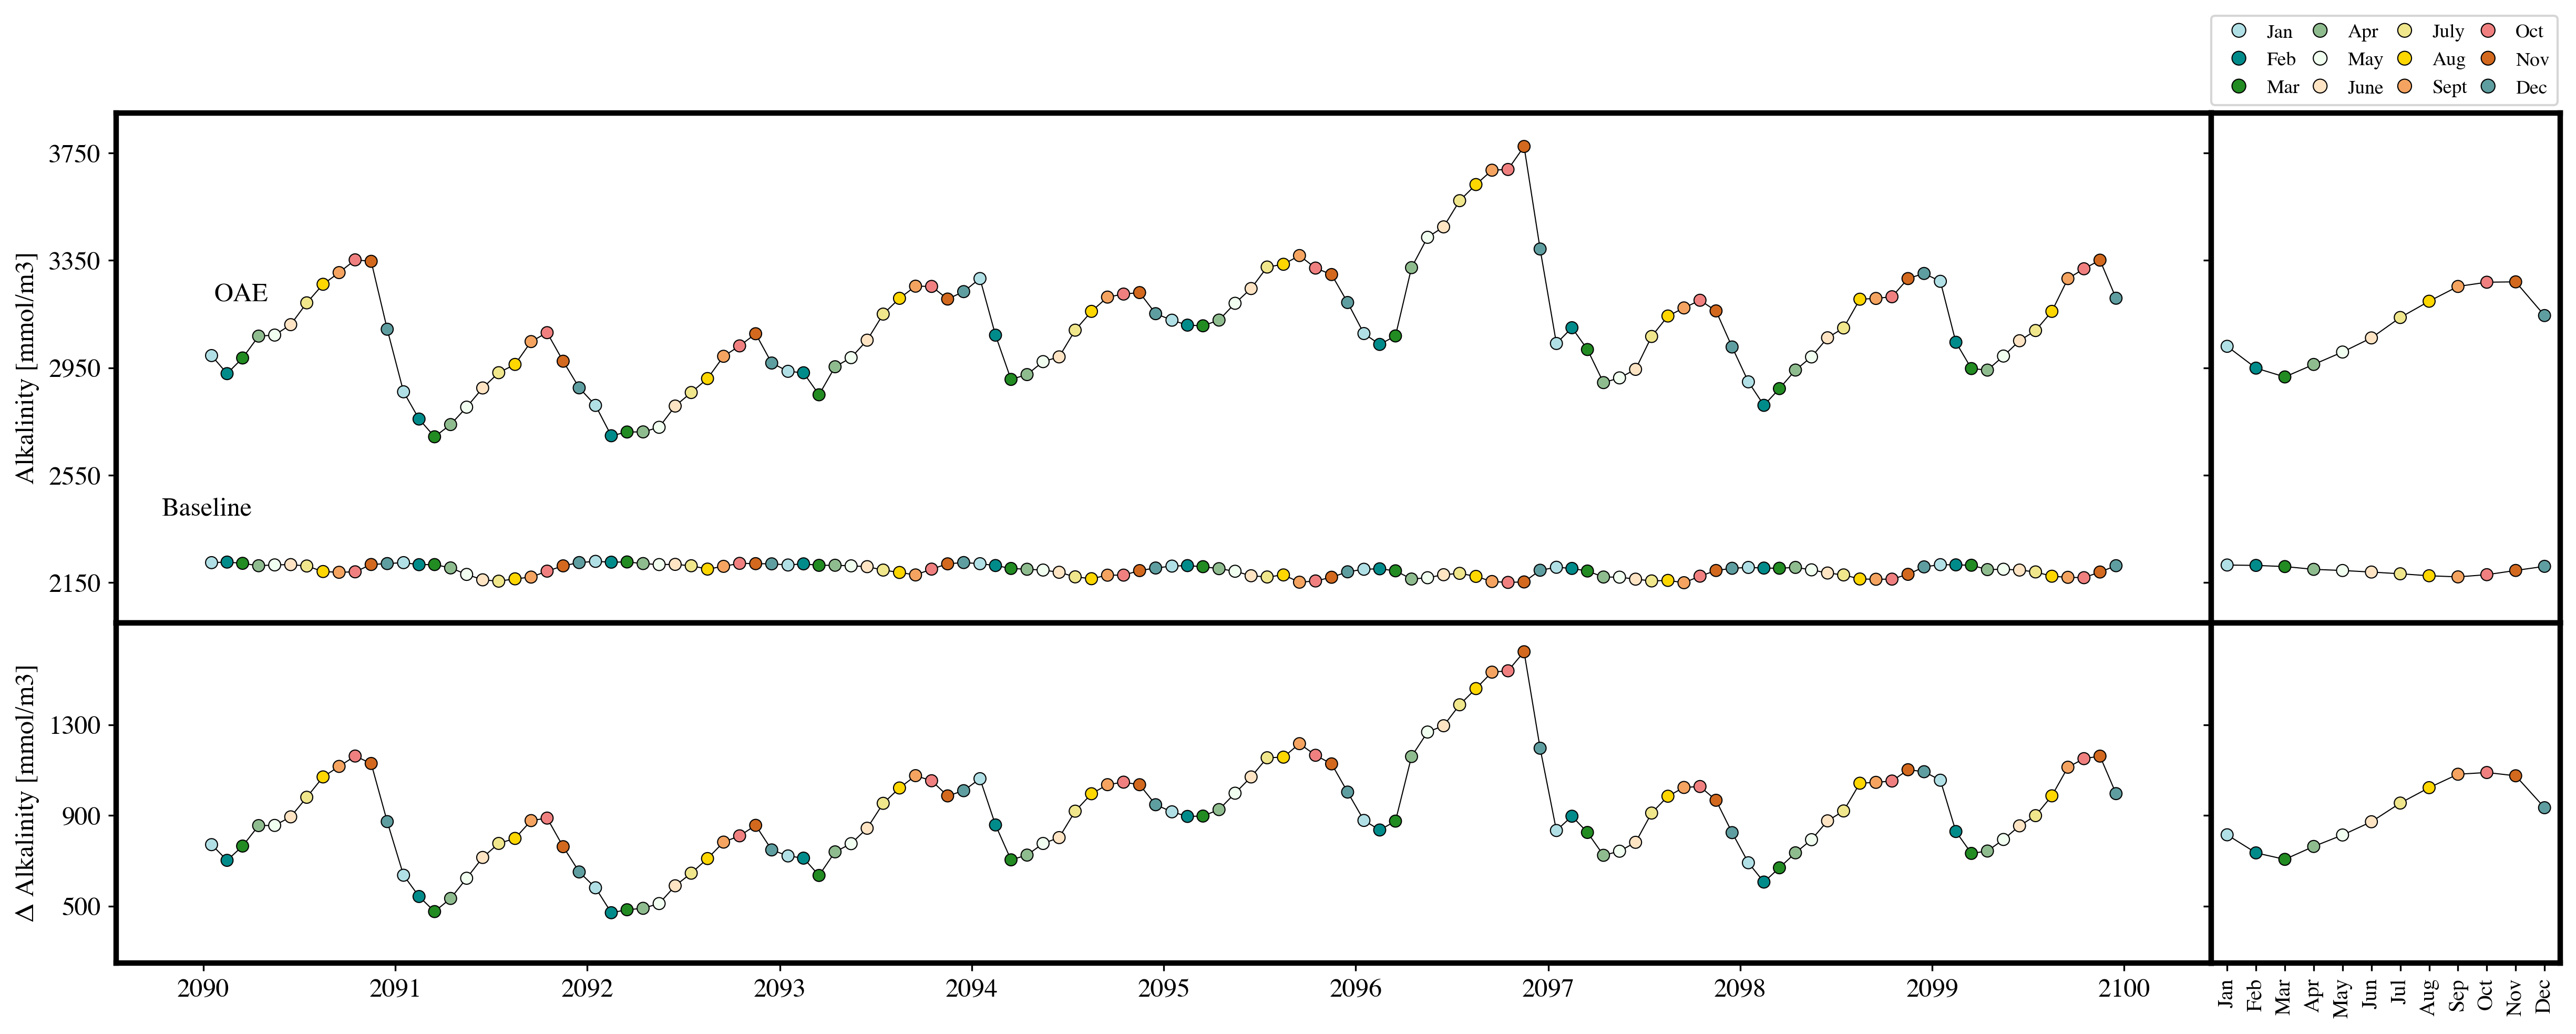 Jan Apr July Oct
Feb May Aug Nov
Mar June Sept Dec
3750
3350
2950
2550
2150
Alkalinity [mmol/m3]
OAE
Baseline
1300
900
500
Δ Alkalinity [mmol/m3]
2090 2091 2092 2093 2094 2095 2096 2097 2098 2099 2100
Jan Feb Mar Apr May Jun Jul Aug Sep Oct Nov Dec